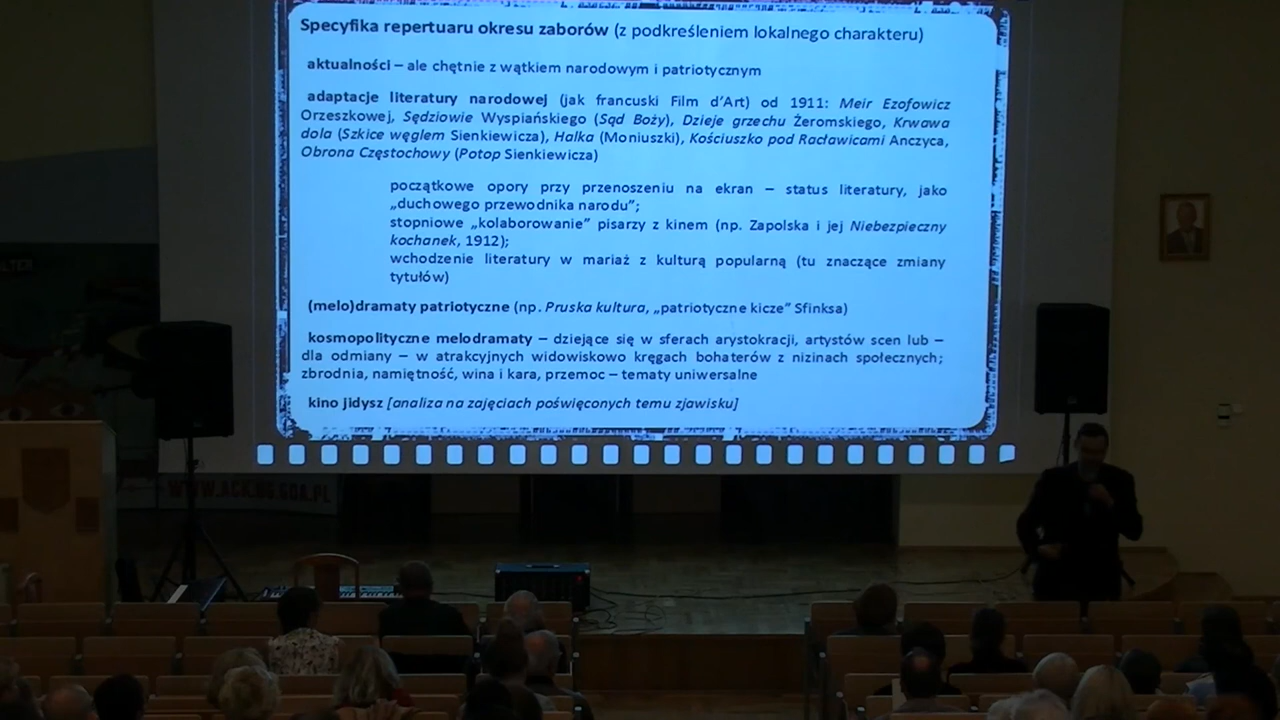 Specyfika repertuaru okresu zaborów (z podkreśleniem lokalnego charakteru)
aktualności – ale chętnie z wątkiem narodowym i patriotycznym
adaptacje literatury narodowej (jak francuski Film d'Art) od 1911: Meir Ezofowicz
Orzeszkowej, Sędziowie Wyspiańskiego (Sąd Boży), Dzieje grzechu Żeromskiego, Krwawa
dola (Szkice węglem Sienkiewicza), Halka (Moniuszki), Kościuszko pod Racławicami Anczyca,
Obrona Częstochowy (Potop Sienkiewicza)
początkowe opory przy przenoszeniu na ekran – status literatury, jako
„duchowego przewodnika narodu";
stopniowe „kolaborowanie" pisarzy z kinem (np. Zapolska i jej Niebezpieczny
kochanek, 1912);
wchodzenie literatury w mariaż z kulturą popularną (tu znaczące zmiany
tytułów)
(melo)dramaty patriotyczne (np. Pruska kultura, „patriotyczne kicze" Sfinksa)
kosmopolityczne melodramaty – dziejące się w sferach arystokracji, artystów scen lub –
dla odmiany – w atrakcyjnych widowiskowo kręgach bohaterów z nizinach społecznych;
zbrodnia, namiętność, wina i kara, przemoc – tematy uniwersalne
kino jidysz [analiza na zajęciach poświęconych temu zjawisku]